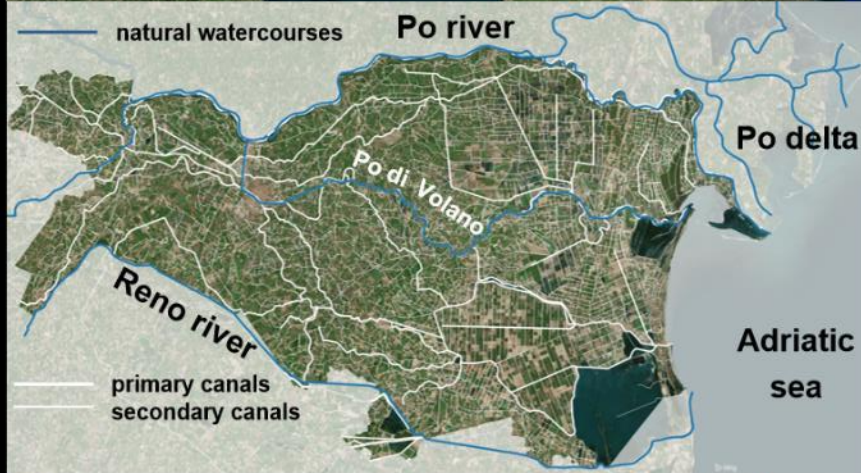 natural watercourses
Po river
Po delta
Po di Volano
Reno river
Adriatic
sea
primary canals
secondary canals